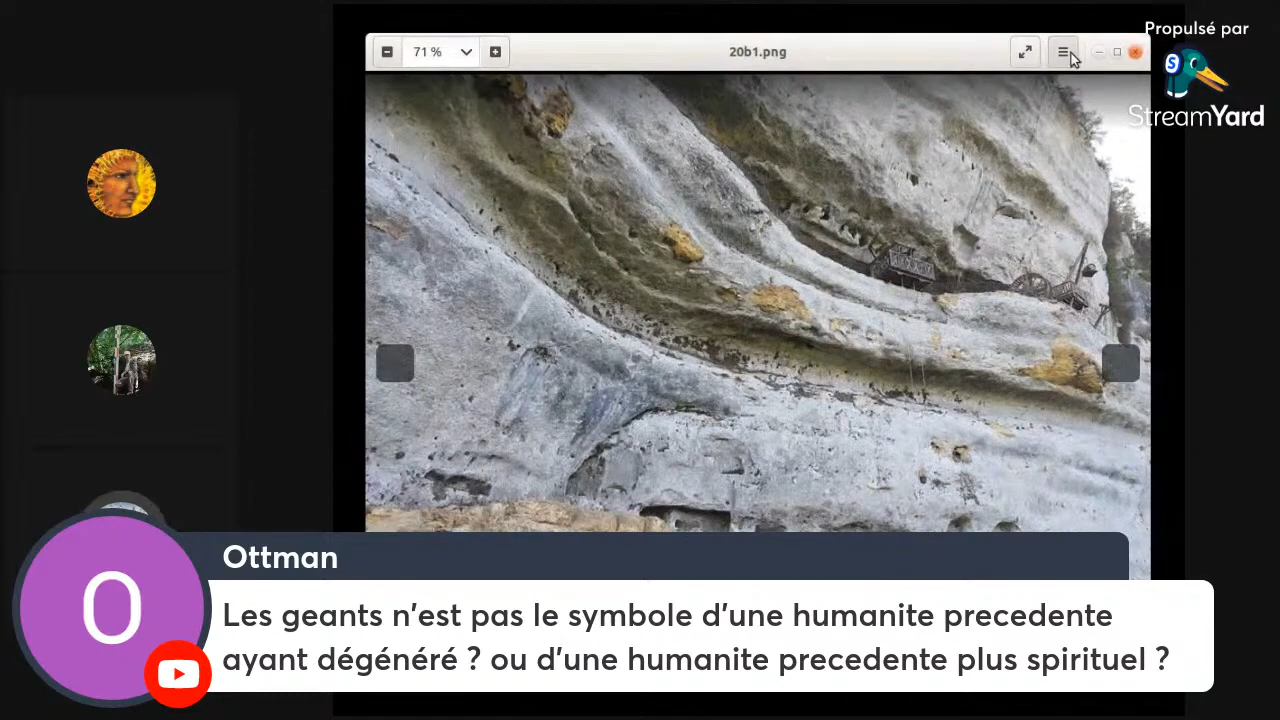 Propulsé par
StreamYard
71 %
20b1.png
S
Ottman
O
Les geants n'est pas le symbole d'une humanite precedente
ayant dégénéré ? ou d'une humanite precedente plus spirituel ?